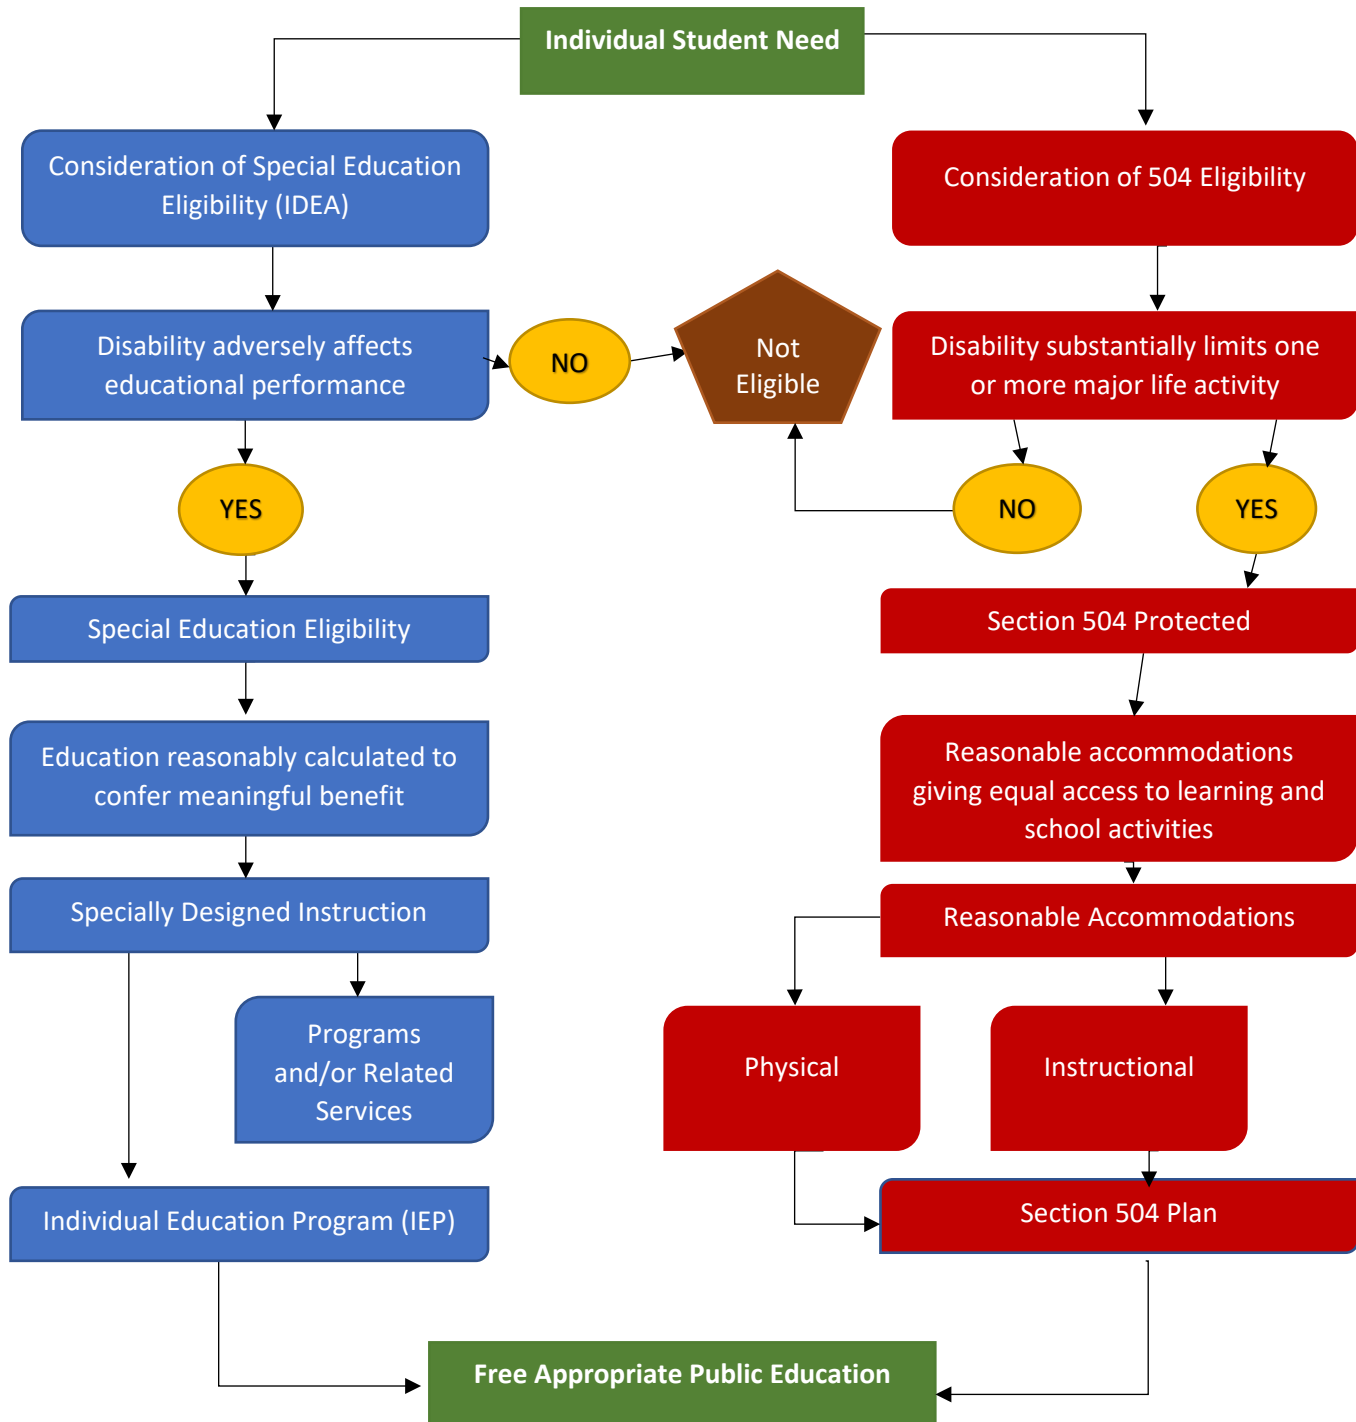 Individual Student Need
Consideration of Special Education
Eligibility (IDEA)
Consideration of 504 Eligibility
Disability adversely affects
educational performance
NO
Not
Eligible
Disability substantially limits one
or more major life activity
YES
NO
YES
Special Education Eligibility
Section 504 Protected
Education reasonably calculated to
confer meaningful benefit
Reasonable accommodations
giving equal access to learning and
school activities
Specially Designed Instruction
Reasonable Accommodations
Programs
and/or Related
Services
Physical
Instructional
Individual Education Program (IEP)
Section 504 Plan
Free Appropriate Public Education